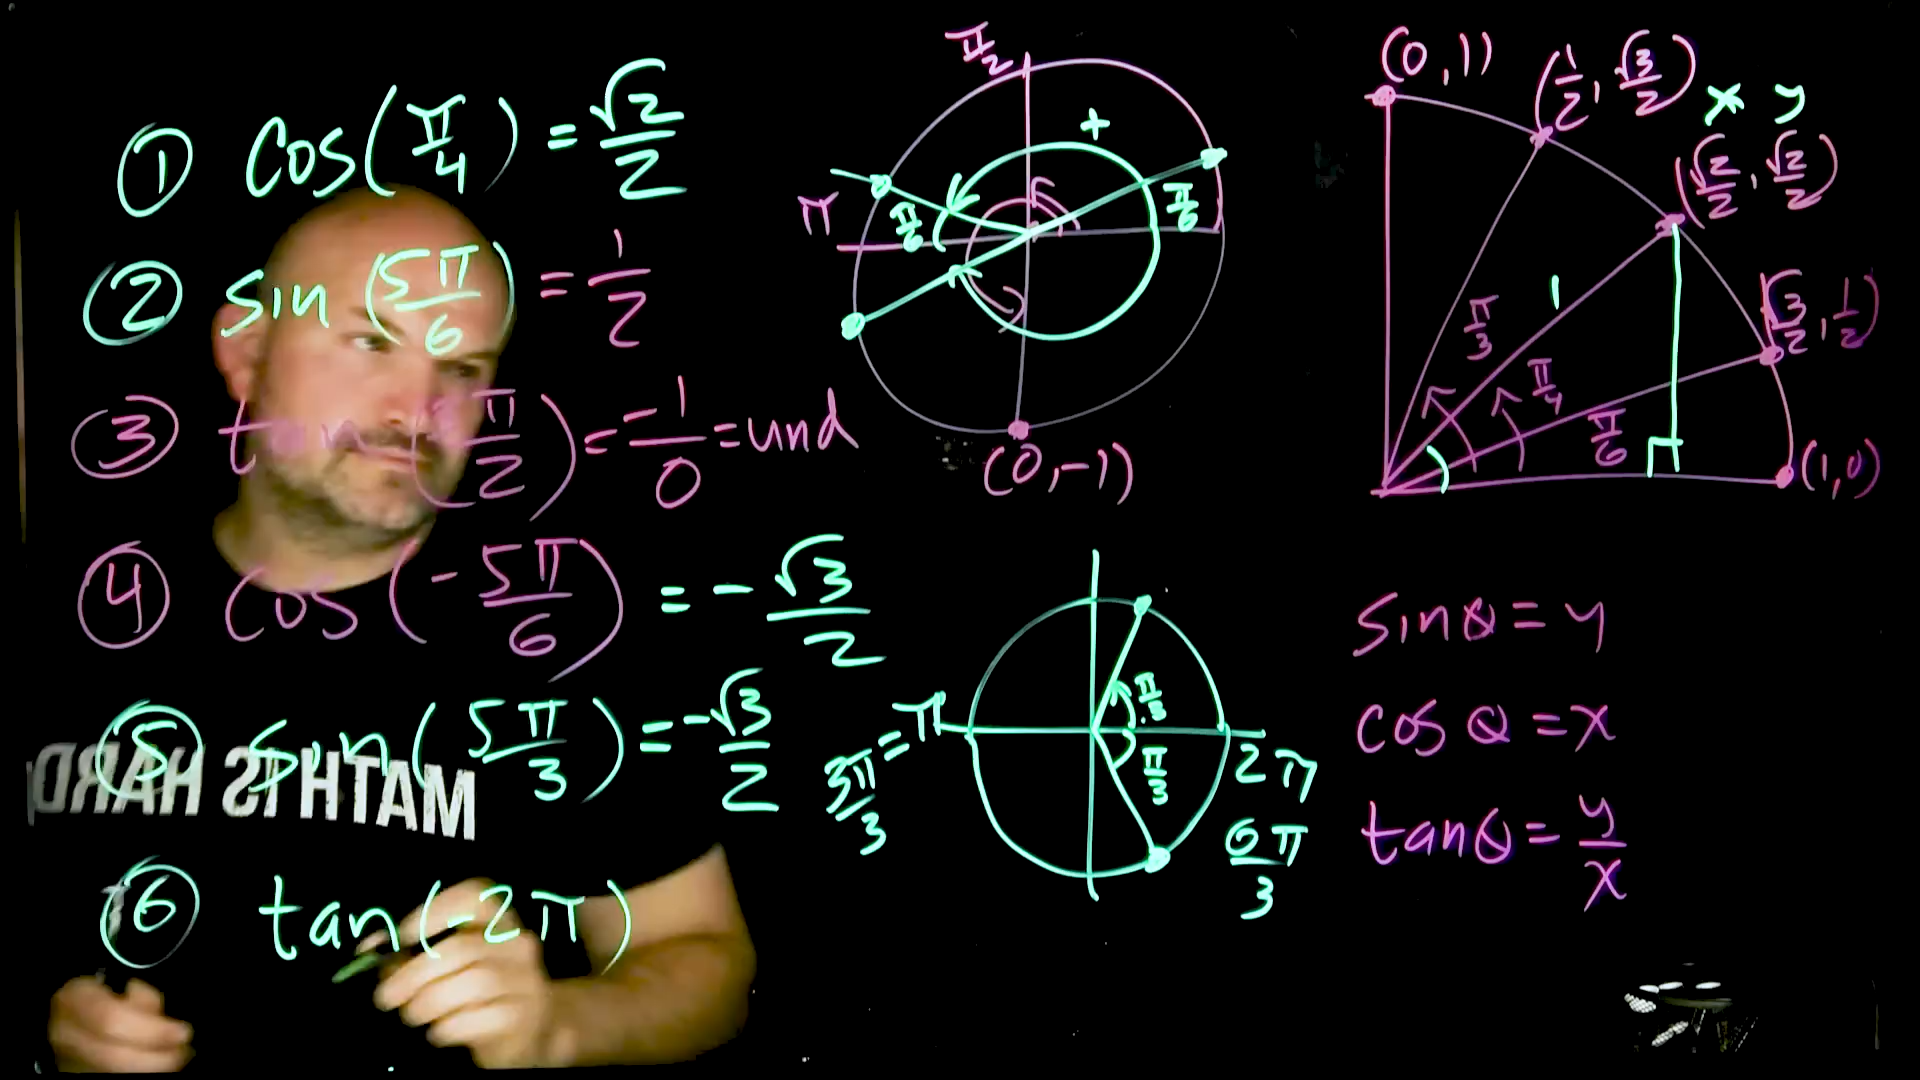 ① cos(π/4) = √2/2
② sin(5π/6) = 1/2
③ tan(π/2) = -1/0 = und
④ cos(-5π/6) = -√3/2
⑤ sin(5π/3) = -√3/2
⑥ tan(-2π)
MATH IS HARD
π/2
+
π
π/6
π/6
(0,-1)
(0,1)
(1/2, √3/2)
x y
(√2/2, √2/2)
(√3/2, 1/2)
(1,0)
1
π/3
π/4
π/6
π/3
π/3
3π/3 = π
2π
6π/3
sinθ = y
cosθ = x
tanθ = y/x